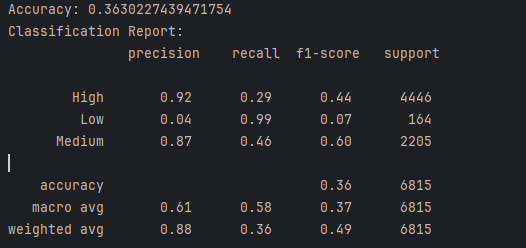 Accuracy: 0.3630227439471754
Classification Report:
precision recall f1-score support
High 0.92 0.29 0.44 4446
Low 0.04 0.99 0.07 164
Medium 0.87 0.46 0.60 2205
accuracy 0.36 6815
macro avg 0.61 0.58 0.37 6815
weighted avg 0.88 0.36 0.49 6815